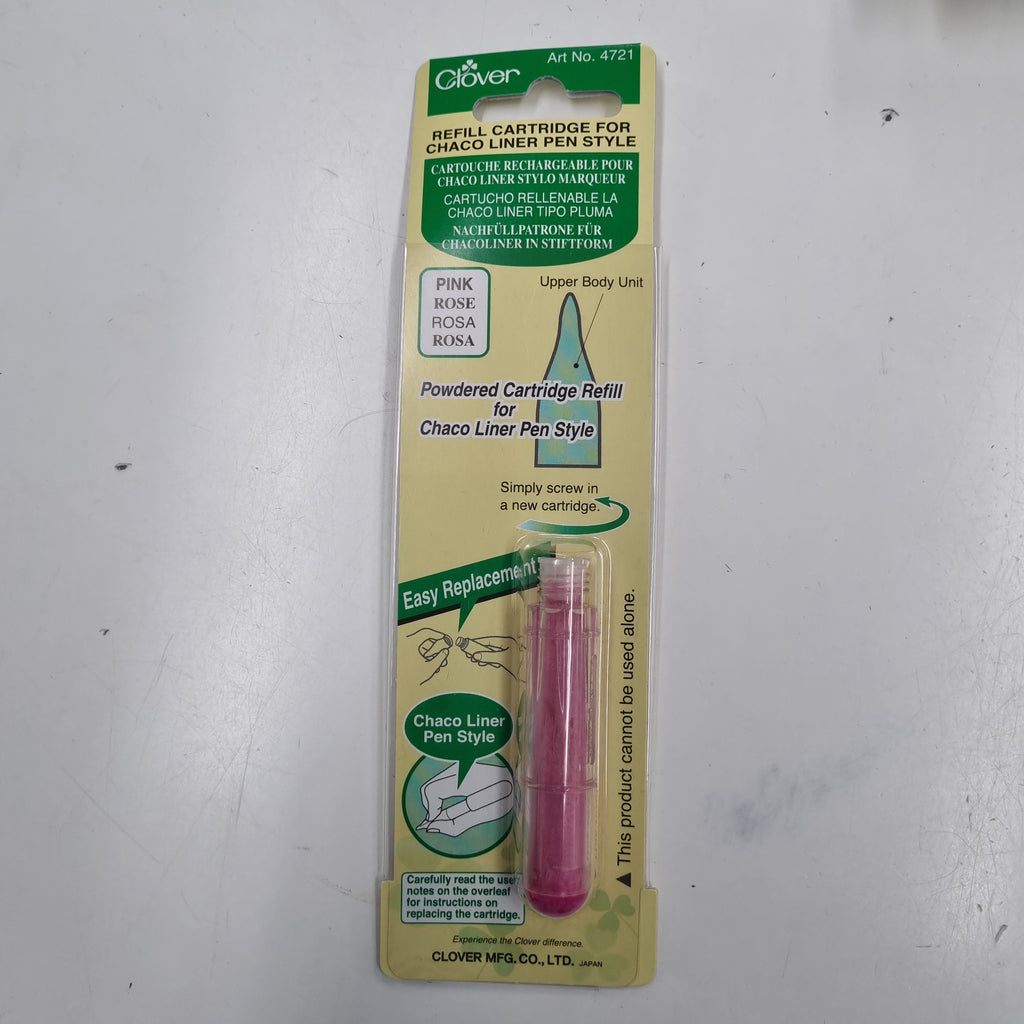 Clover
Art No. 4721
REFILL CARTRIDGE FOR
CHACO LINER PEN STYLE
CARTOUCHE RECHARGEABLE POUR
CHACO LINER STYLO MARQUEUR
CARTUCHO RELLENABLE LA
CHACO LINER TIPO PLUMA
NACHFÜLLPATRONE FÜR
CHACOLINER IN STIFTFORM
PINK
ROSE
ROSA
ROSA
Upper Body Unit
Powdered Cartridge Refill
for
Chaco Liner Pen Style
Simply screw in
a new cartridge.
Easy Replacement
Chaco Liner
Pen Style
▲ This product cannot be used alone.
Carefully read the user
notes on the overleaf
for instructions on
replacing the cartridge.
Experience the Clover difference.
CLOVER MFG. CO., LTD. JAPAN